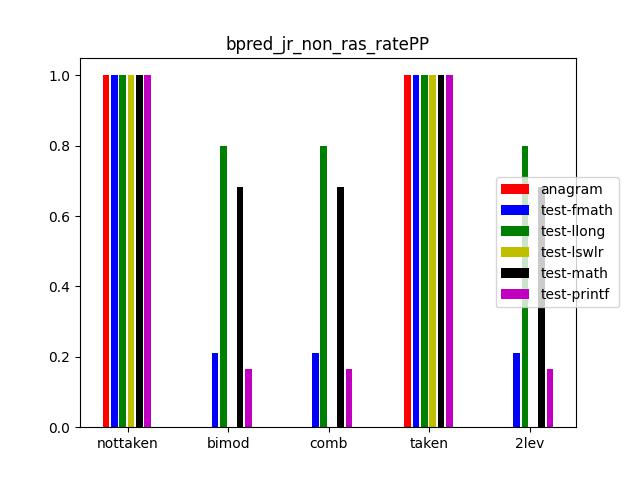 bpred_jr_non_ras_ratePP
1.0
0.8
0.6
0.4
0.2
0.0
anagram
test-fmath
test-llong
test-lswlr
test-math
test-printf
nottaken bimod comb taken 2lev